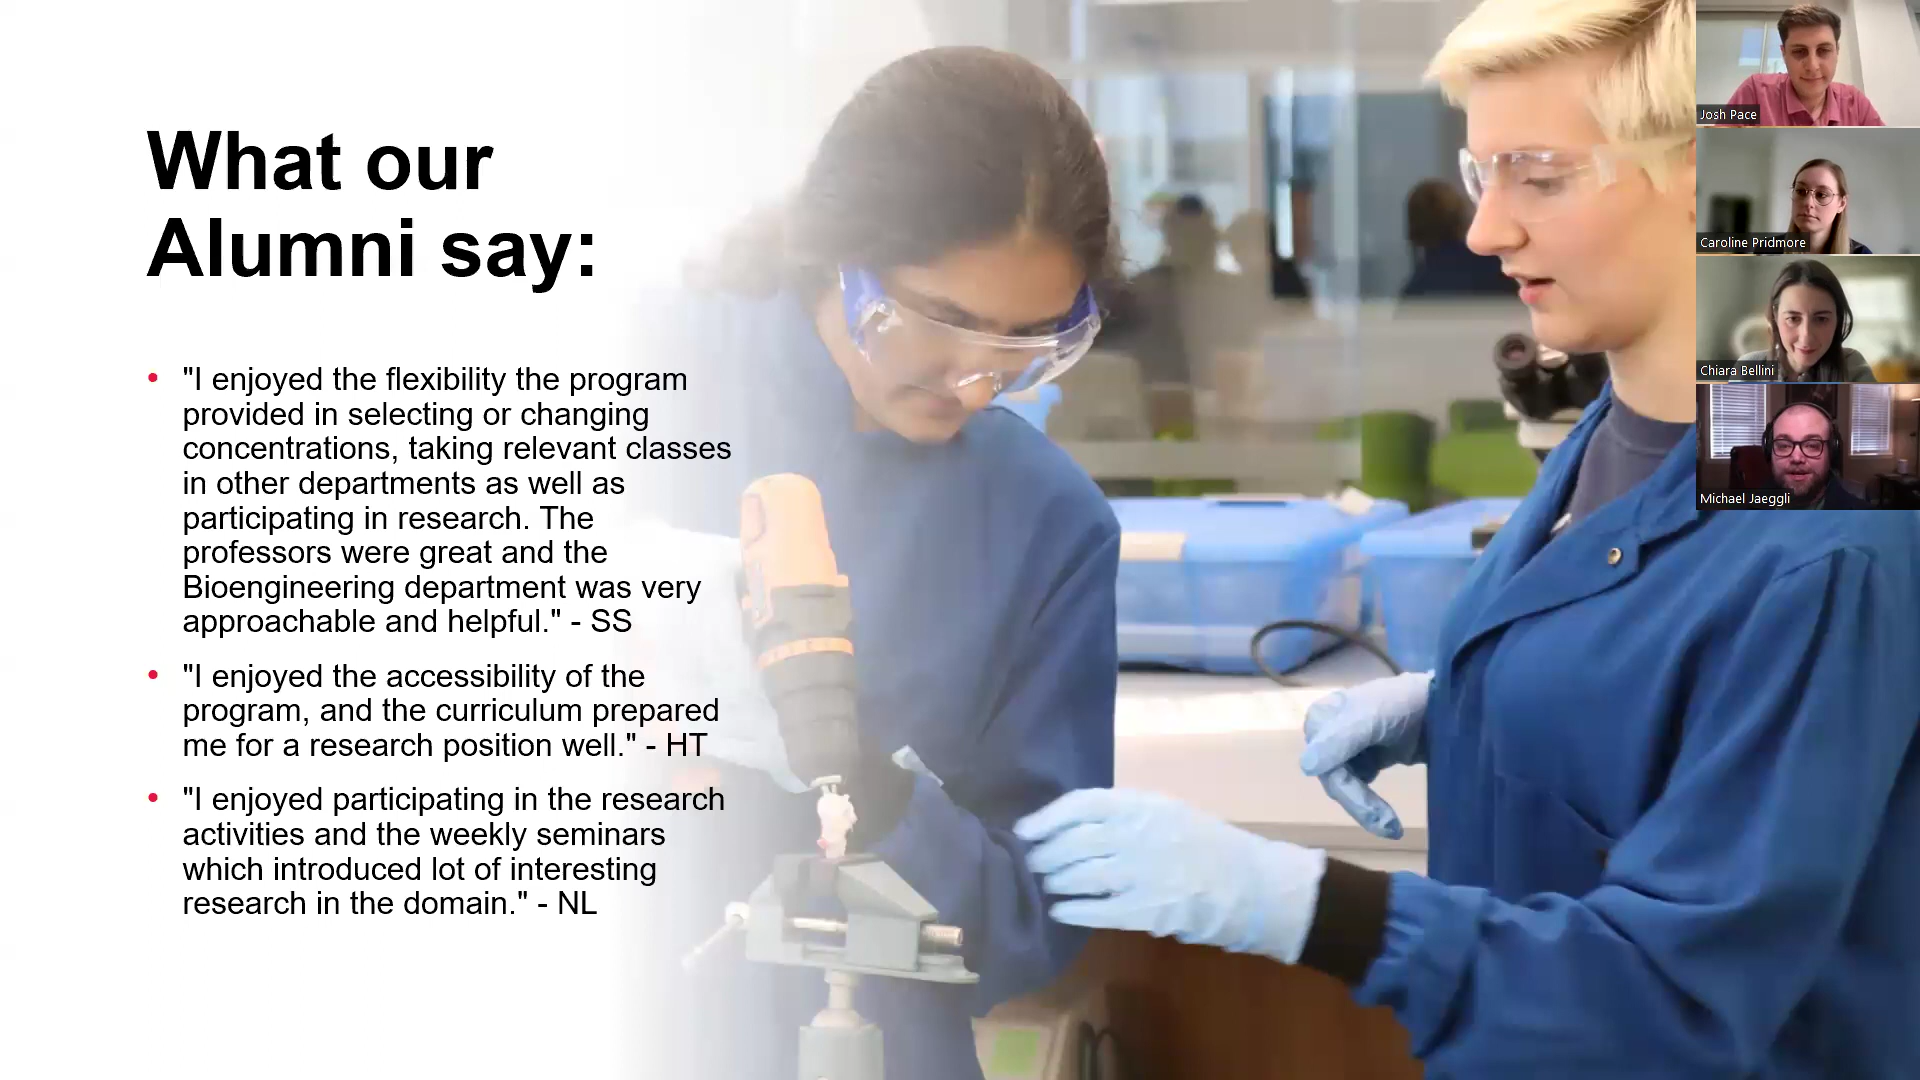 What our
Alumni say:
• "I enjoyed the flexibility the program
provided in selecting or changing
concentrations, taking relevant classes
in other departments as well as
participating in research. The
professors were great and the
Bioengineering department was very
approachable and helpful." - SS
• "I enjoyed the accessibility of the
program, and the curriculum prepared
me for a research position well." - HT
• "I enjoyed participating in the research
activities and the weekly seminars
which introduced lot of interesting
research in the domain." - NL
Josh Pace
Caroline Pridmore
Chiara Bellini
Michael Jaeggli